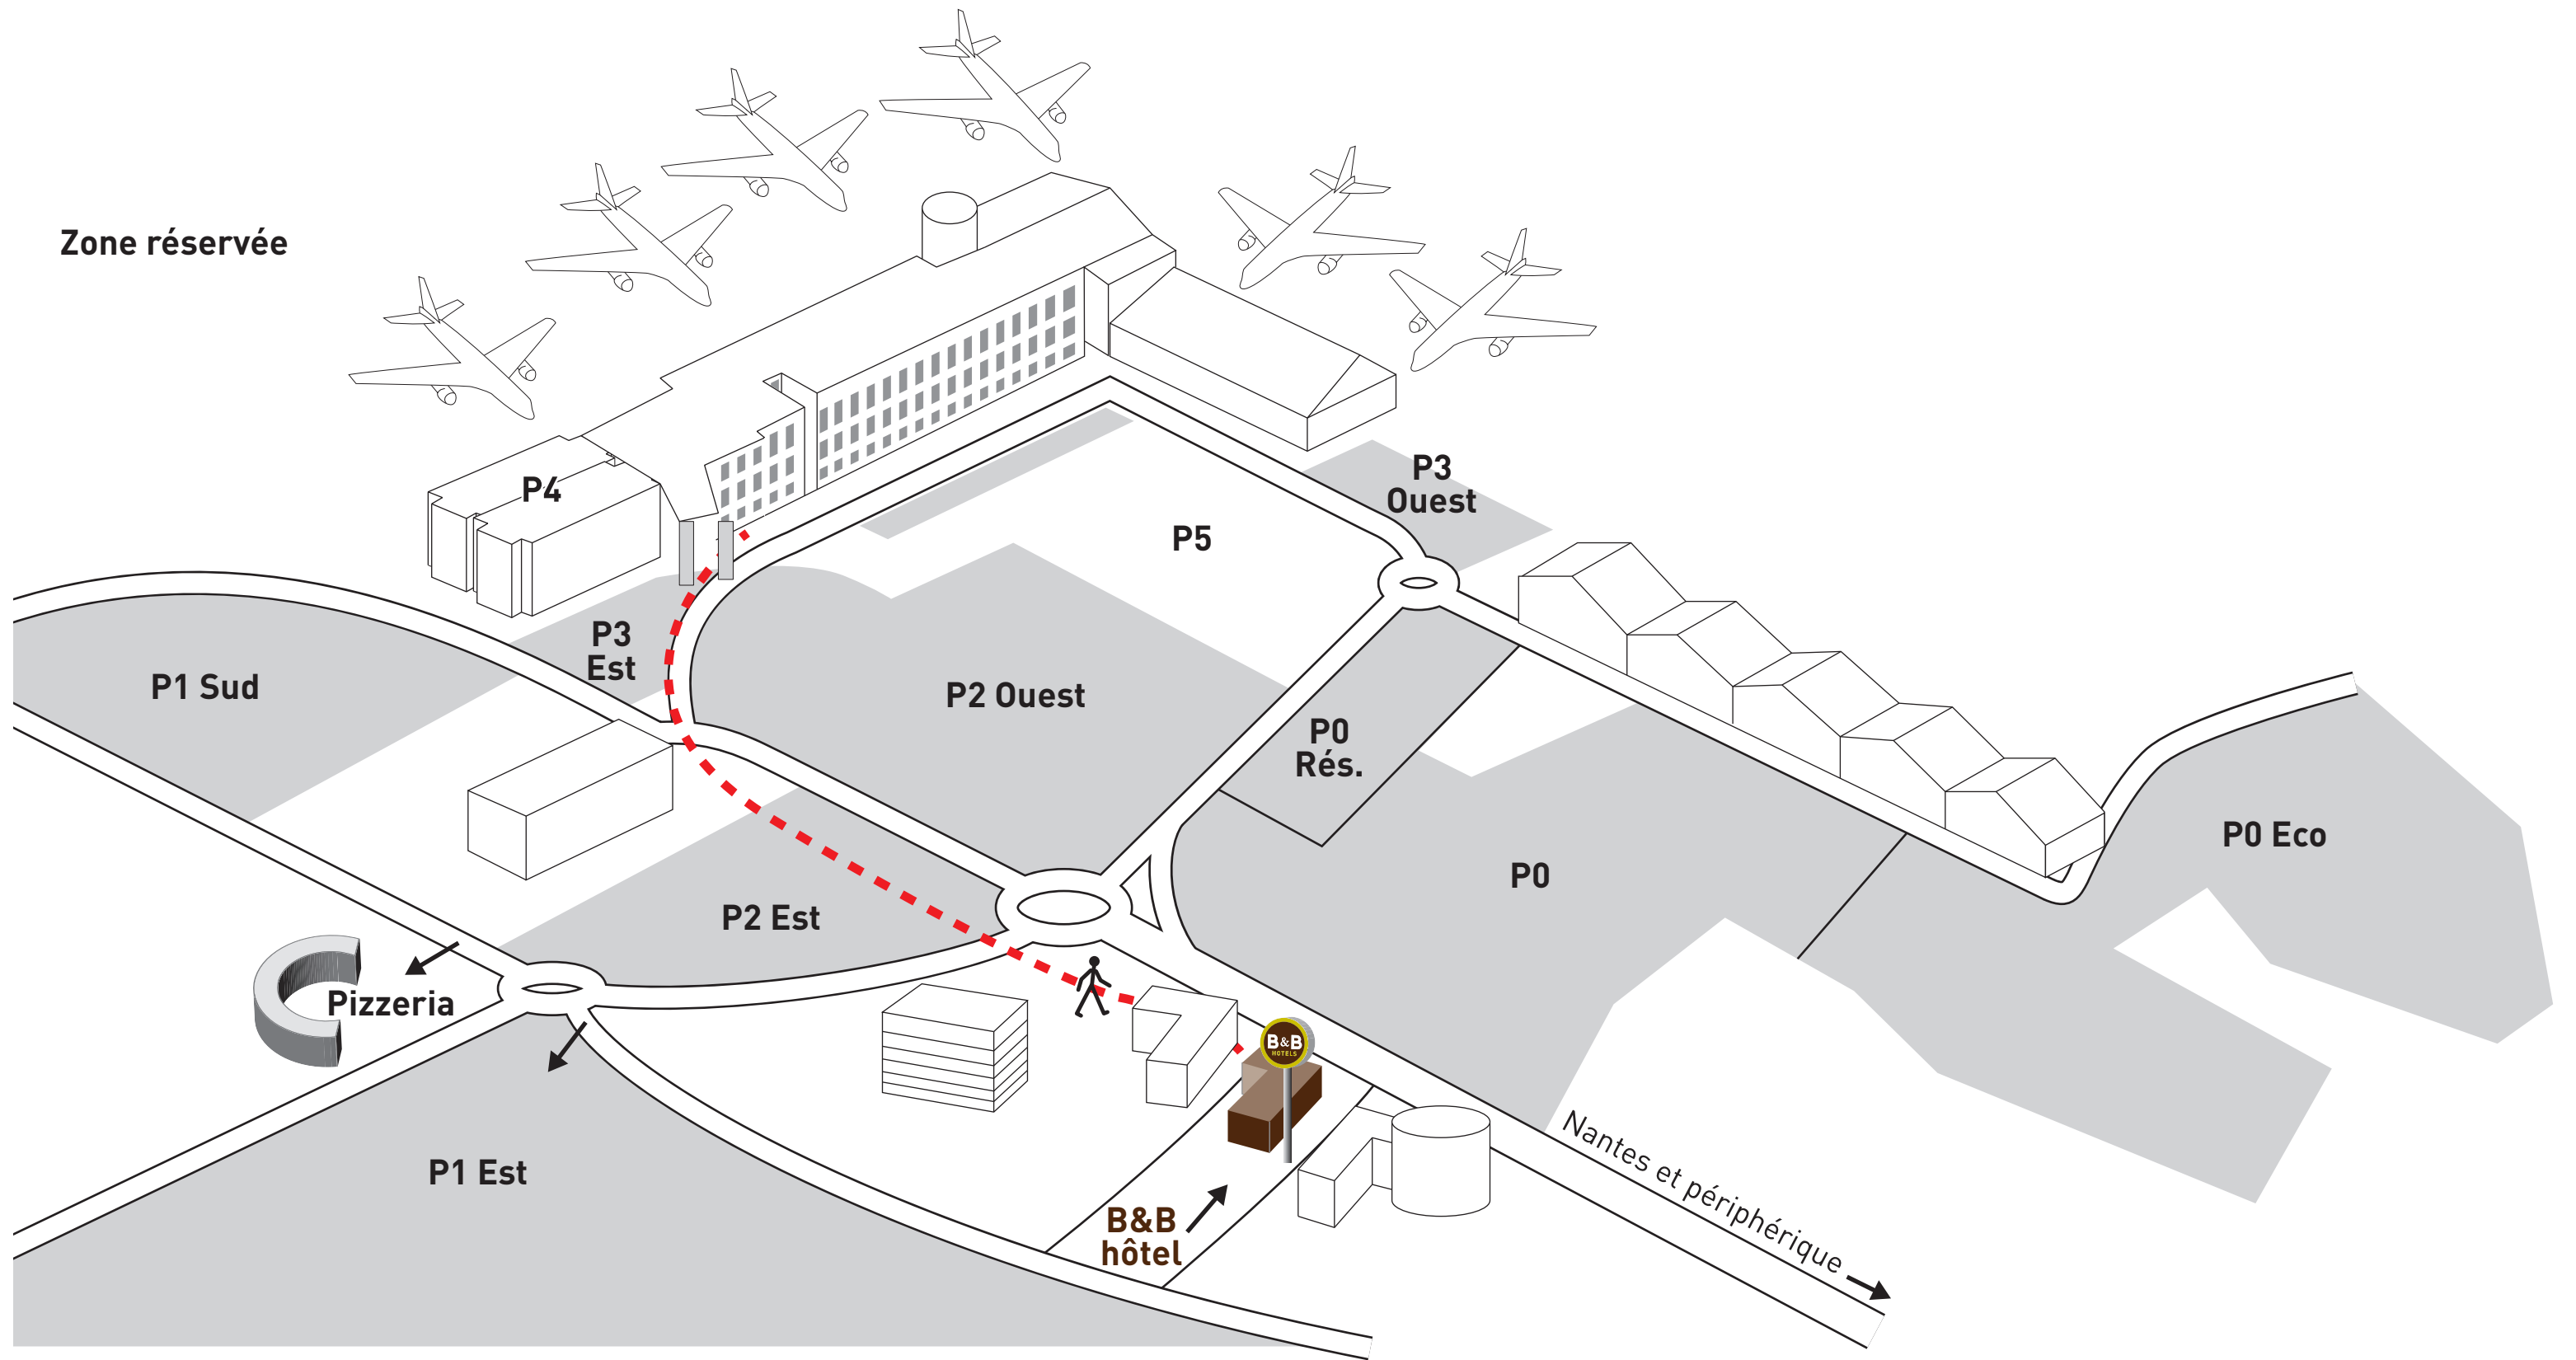 Zone réservée
P4
P3
Ouest
P5
P3
Est
P1 Sud
P2 Ouest
P0
Rés.
P0 Eco
P0
P2 Est
Pizzeria
B&B
HOTELS
P1 Est
B&B
hôtel
Nantes et périphérique